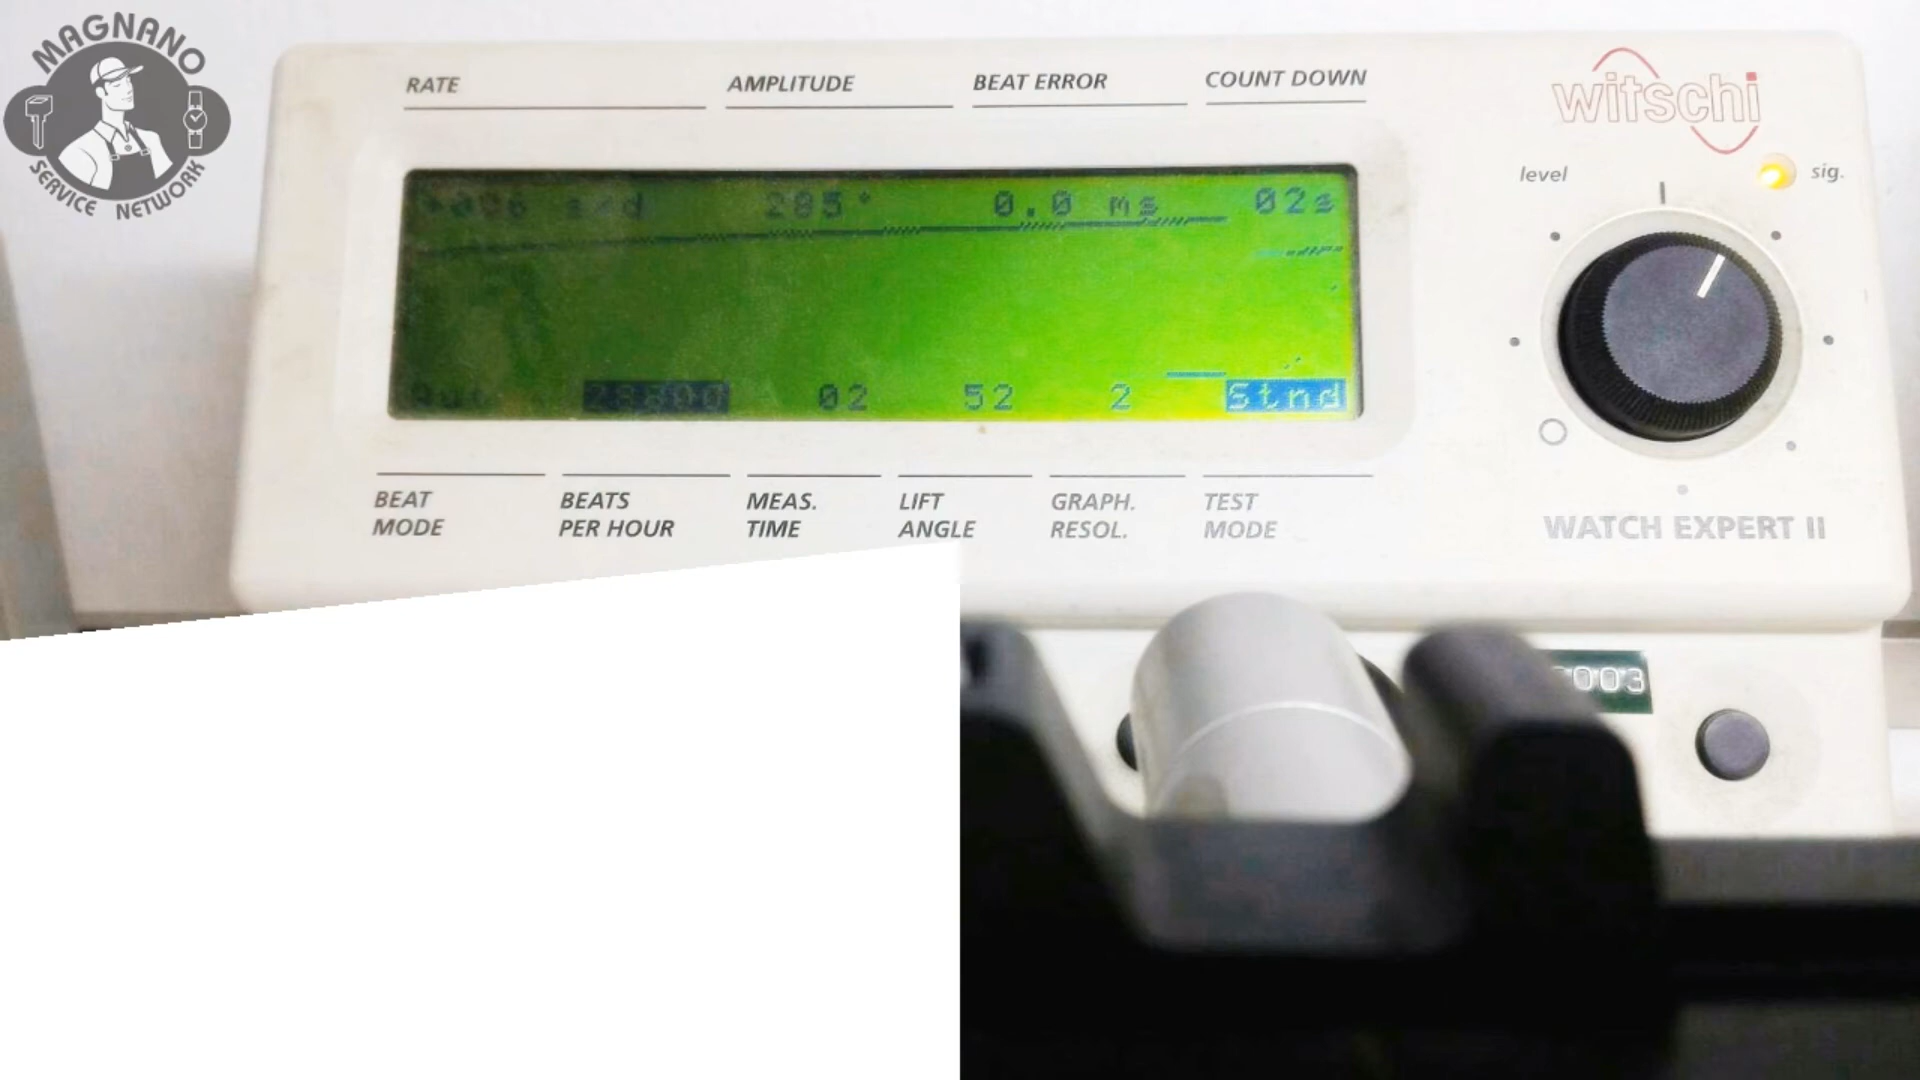 MAGNANO
SERVICE NETWORK
RATE AMPLITUDE BEAT ERROR COUNT DOWN
witschi
level sig.
+006 s/d 285° 0.0 ms 02s
28800 02 52 2 Stnd
BEAT MODE BEATS PER HOUR MEAS. TIME LIFT ANGLE GRAPH. RESOL. TEST MODE
WATCH EXPERT II
003